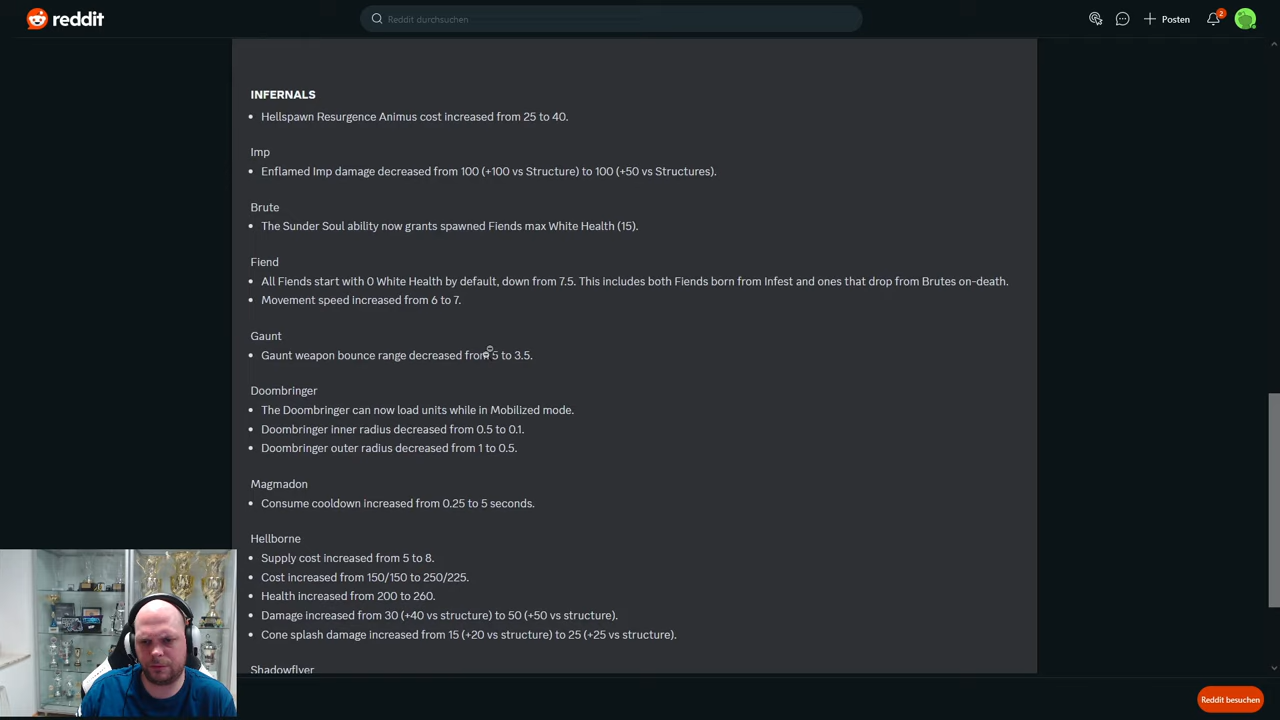 reddit
Reddit durchsuchen
Posten
2
INFERNALS
• Hellspawn Resurgence Animus cost increased from 25 to 40.
Imp
• Enflamed Imp damage decreased from 100 (+100 vs Structure) to 100 (+50 vs Structures).
Brute
• The Sunder Soul ability now grants spawned Fiends max White Health (15).
Fiend
• All Fiends start with 0 White Health by default, down from 7.5. This includes both Fiends born from Infest and ones that drop from Brutes on-death.
• Movement speed increased from 6 to 7.
Gaunt
• Gaunt weapon bounce range decreased from 5 to 3.5.
Doombringer
• The Doombringer can now load units while in Mobilized mode.
• Doombringer inner radius decreased from 0.5 to 0.1.
• Doombringer outer radius decreased from 1 to 0.5.
Magmadon
• Consume cooldown increased from 0.25 to 5 seconds.
Hellborne
• Supply cost increased from 5 to 8.
• Cost increased from 150/150 to 250/225.
• Health increased from 200 to 260.
• Damage increased from 30 (+40 vs structure) to 50 (+50 vs structure).
• Cone splash damage increased from 15 (+20 vs structure) to 25 (+25 vs structure).
Shadowflyer
Reddit besuchen